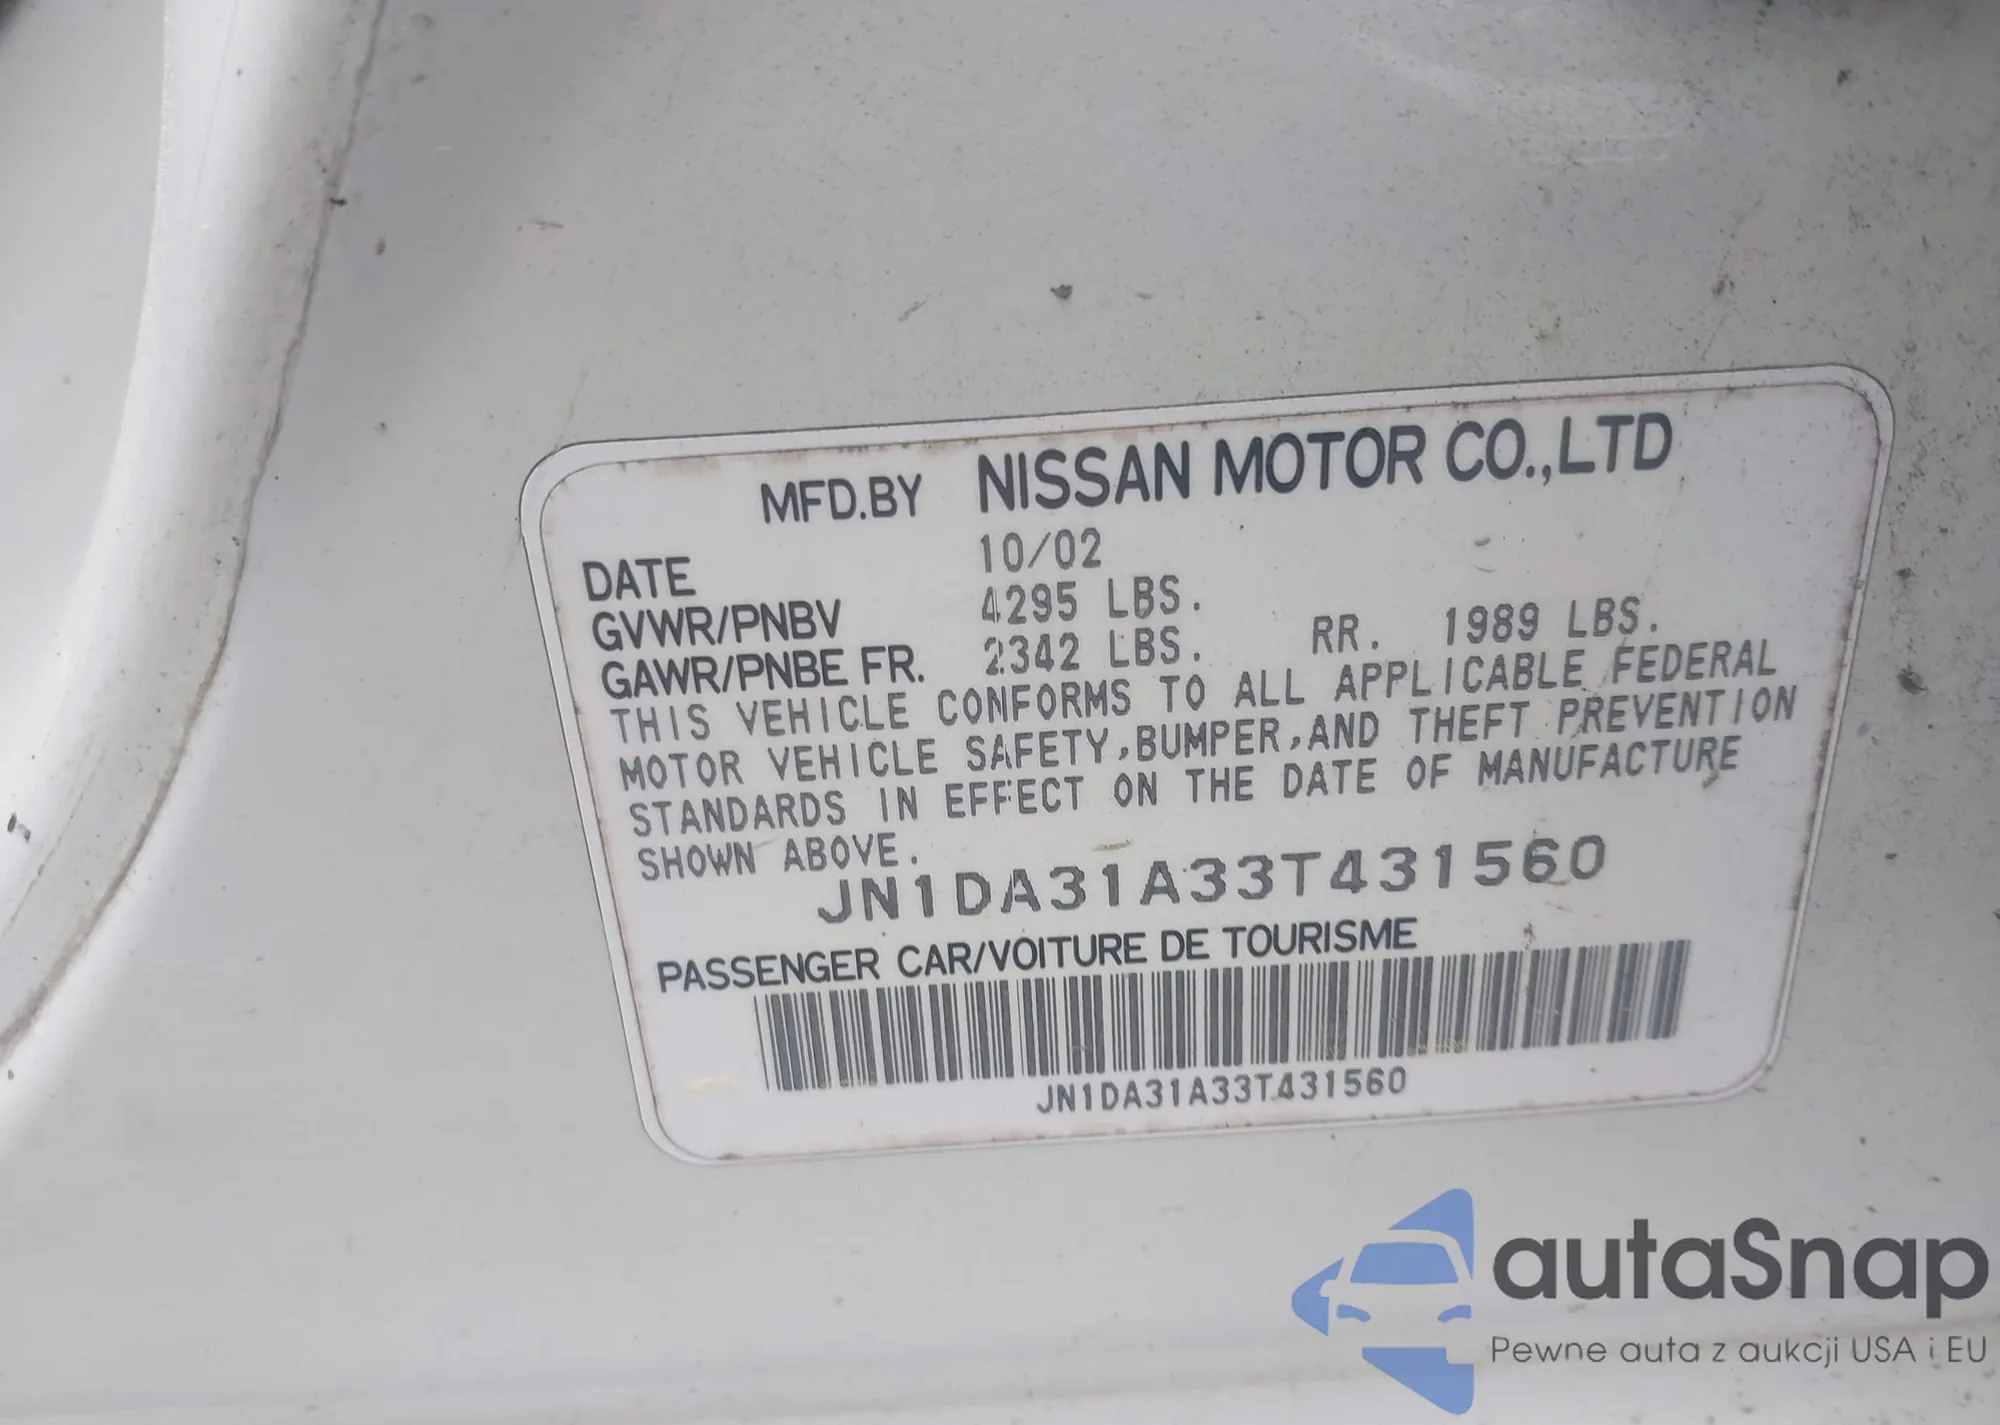 MFD.BY NISSAN MOTOR CO.,LTD
DATE 10/02
GVWR/PNBV 4295 LBS.
GAWR/PNBE FR. 2342 LBS. RR. 1989 LBS.
THIS VEHICLE CONFORMS TO ALL APPLICABLE FEDERAL
MOTOR VEHICLE SAFETY,BUMPER,AND THEFT PREVENTION
STANDARDS IN EFFECT ON THE DATE OF MANUFACTURE
SHOWN ABOVE.
JN1DA31A33T431560
PASSENGER CAR/VOITURE DE TOURISME
JN1DA31A33T431560
autaSnap
Pewne auta z aukcji USA i EU